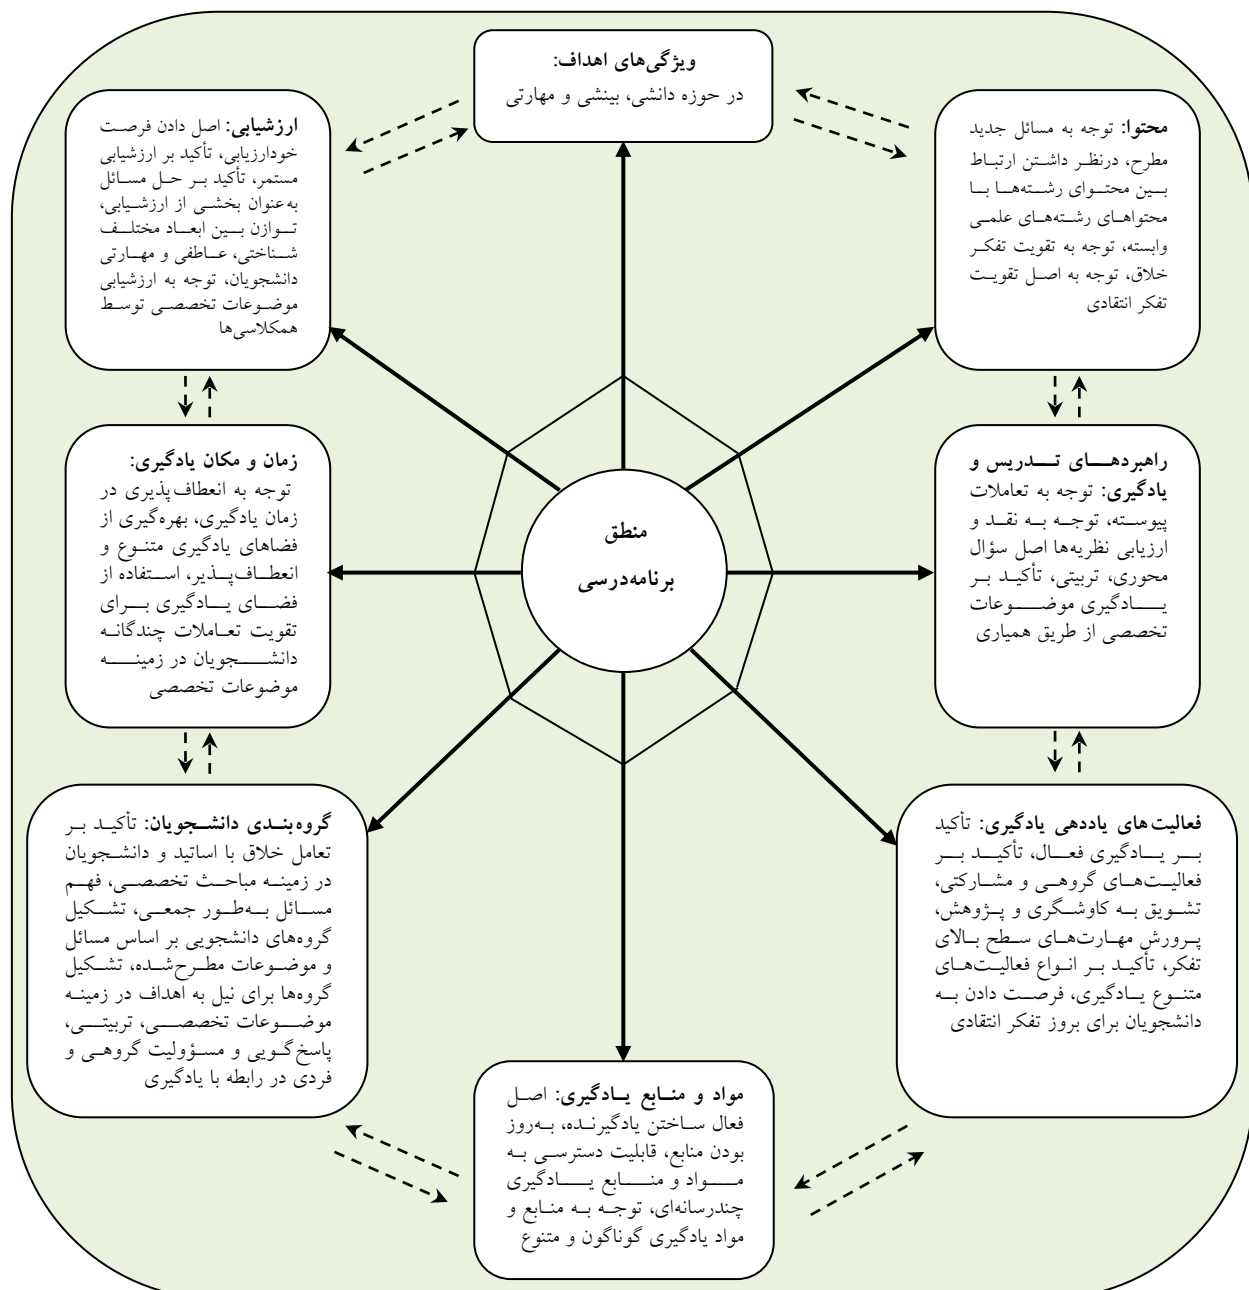 ویژگی‌های اهداف:
در حوزه دانشی، بینشی و مهارتی
محتوا: توجه به مسائل جدید
مطرح، درنظر داشتن ارتباط
بین محتوای رشته‌ها با
محتواهای رشته‌های علمی
وابسته، توجه به تقویت تفکر
خلاق، توجه به اصل تقویت
تفکر انتقادی
ارزشیابی: اصل دادن فرصت
خودارزیابی، تأکید بر ارزشیابی
مستمر، تأکید بر حل مسائل
به‌عنوان بخشی از ارزشیابی،
توازن بین ابعاد مختلف
شناختی، عاطفی و مهارتی
دانشجویان، توجه به ارزشیابی
موضوعات تخصصی توسط
همکلاسی‌ها
راهبردهای تدریس و
یادگیری: توجه به تعاملات
پیوسته، توجه به نقد و
ارزیابی نظریه‌ها اصل سؤال
محوری، تربیتی، تأکید بر
یادگیری موضوعات
تخصصی از طریق همیاری
منطق
برنامه‌درسی
زمان و مکان یادگیری:
توجه به انعطاف‌پذیری در
زمان یادگیری، بهره‌گیری از
فضاهای یادگیری متنوع و
انعطاف‌پذیر، استفاده از
فضای یادگیری برای
تقویت تعاملات چندگانه
دانشجویان در زمینه
موضوعات تخصصی
فعالیت‌های یاددهی یادگیری: تأکید
بر یادگیری فعال، تأکید بر
فعالیت‌های گروهی و مشارکتی،
تشویق به کاوشگری و پژوهش،
پرورش مهارت‌های سطح بالای
تفکر، تأکید بر انواع فعالیت‌های
متنوع یادگیری، فرصت دادن به
دانشجویان برای بروز تفکر انتقادی
گروه‌بندی دانشجویان: تأکید بر
تعامل خلاق با اساتید و دانشجویان
در زمینه مباحث تخصصی، فهم
مسائل به‌طور جمعی، تشکیل
گروه‌های دانشجویی بر اساس مسائل
و موضوعات مطرح‌شده، تشکیل
گروه‌ها برای نیل به اهداف در زمینه
موضوعات تخصصی، تربیتی،
پاسخ‌گویی و مسؤولیت گروهی و
فردی در رابطه با یادگیری
مواد و منابع یادگیری: اصل
فعال ساختن یادگیرنده، به‌روز
بودن منابع، قابلیت دسترسی به
مواد و منابع یادگیری
چندرسانه‌ای، توجه به منابع و
مواد یادگیری گوناگون و متنوع